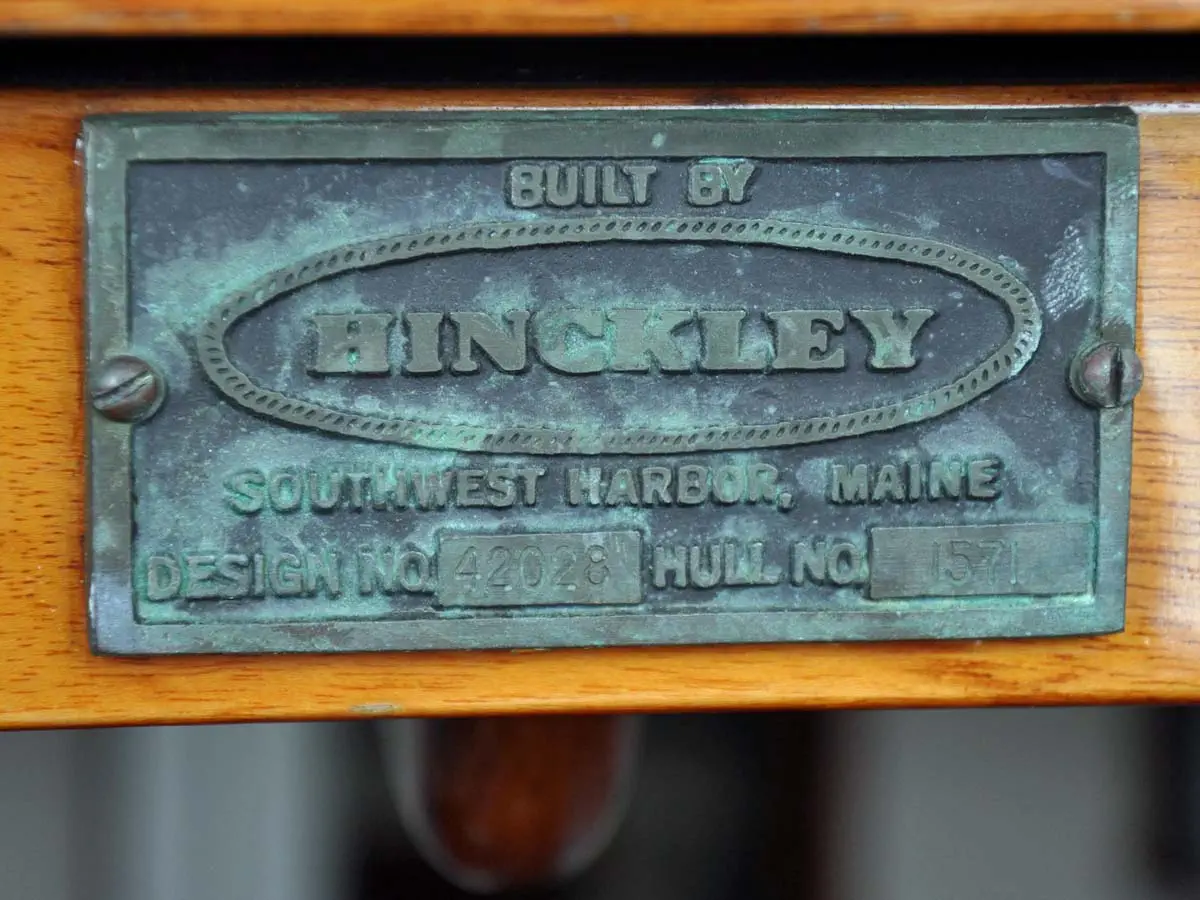 BUILT BY
HINCKLEY
SOUTHWEST HARBOR, MAINE
DESIGN NO. 42028 HULL NO. 1571